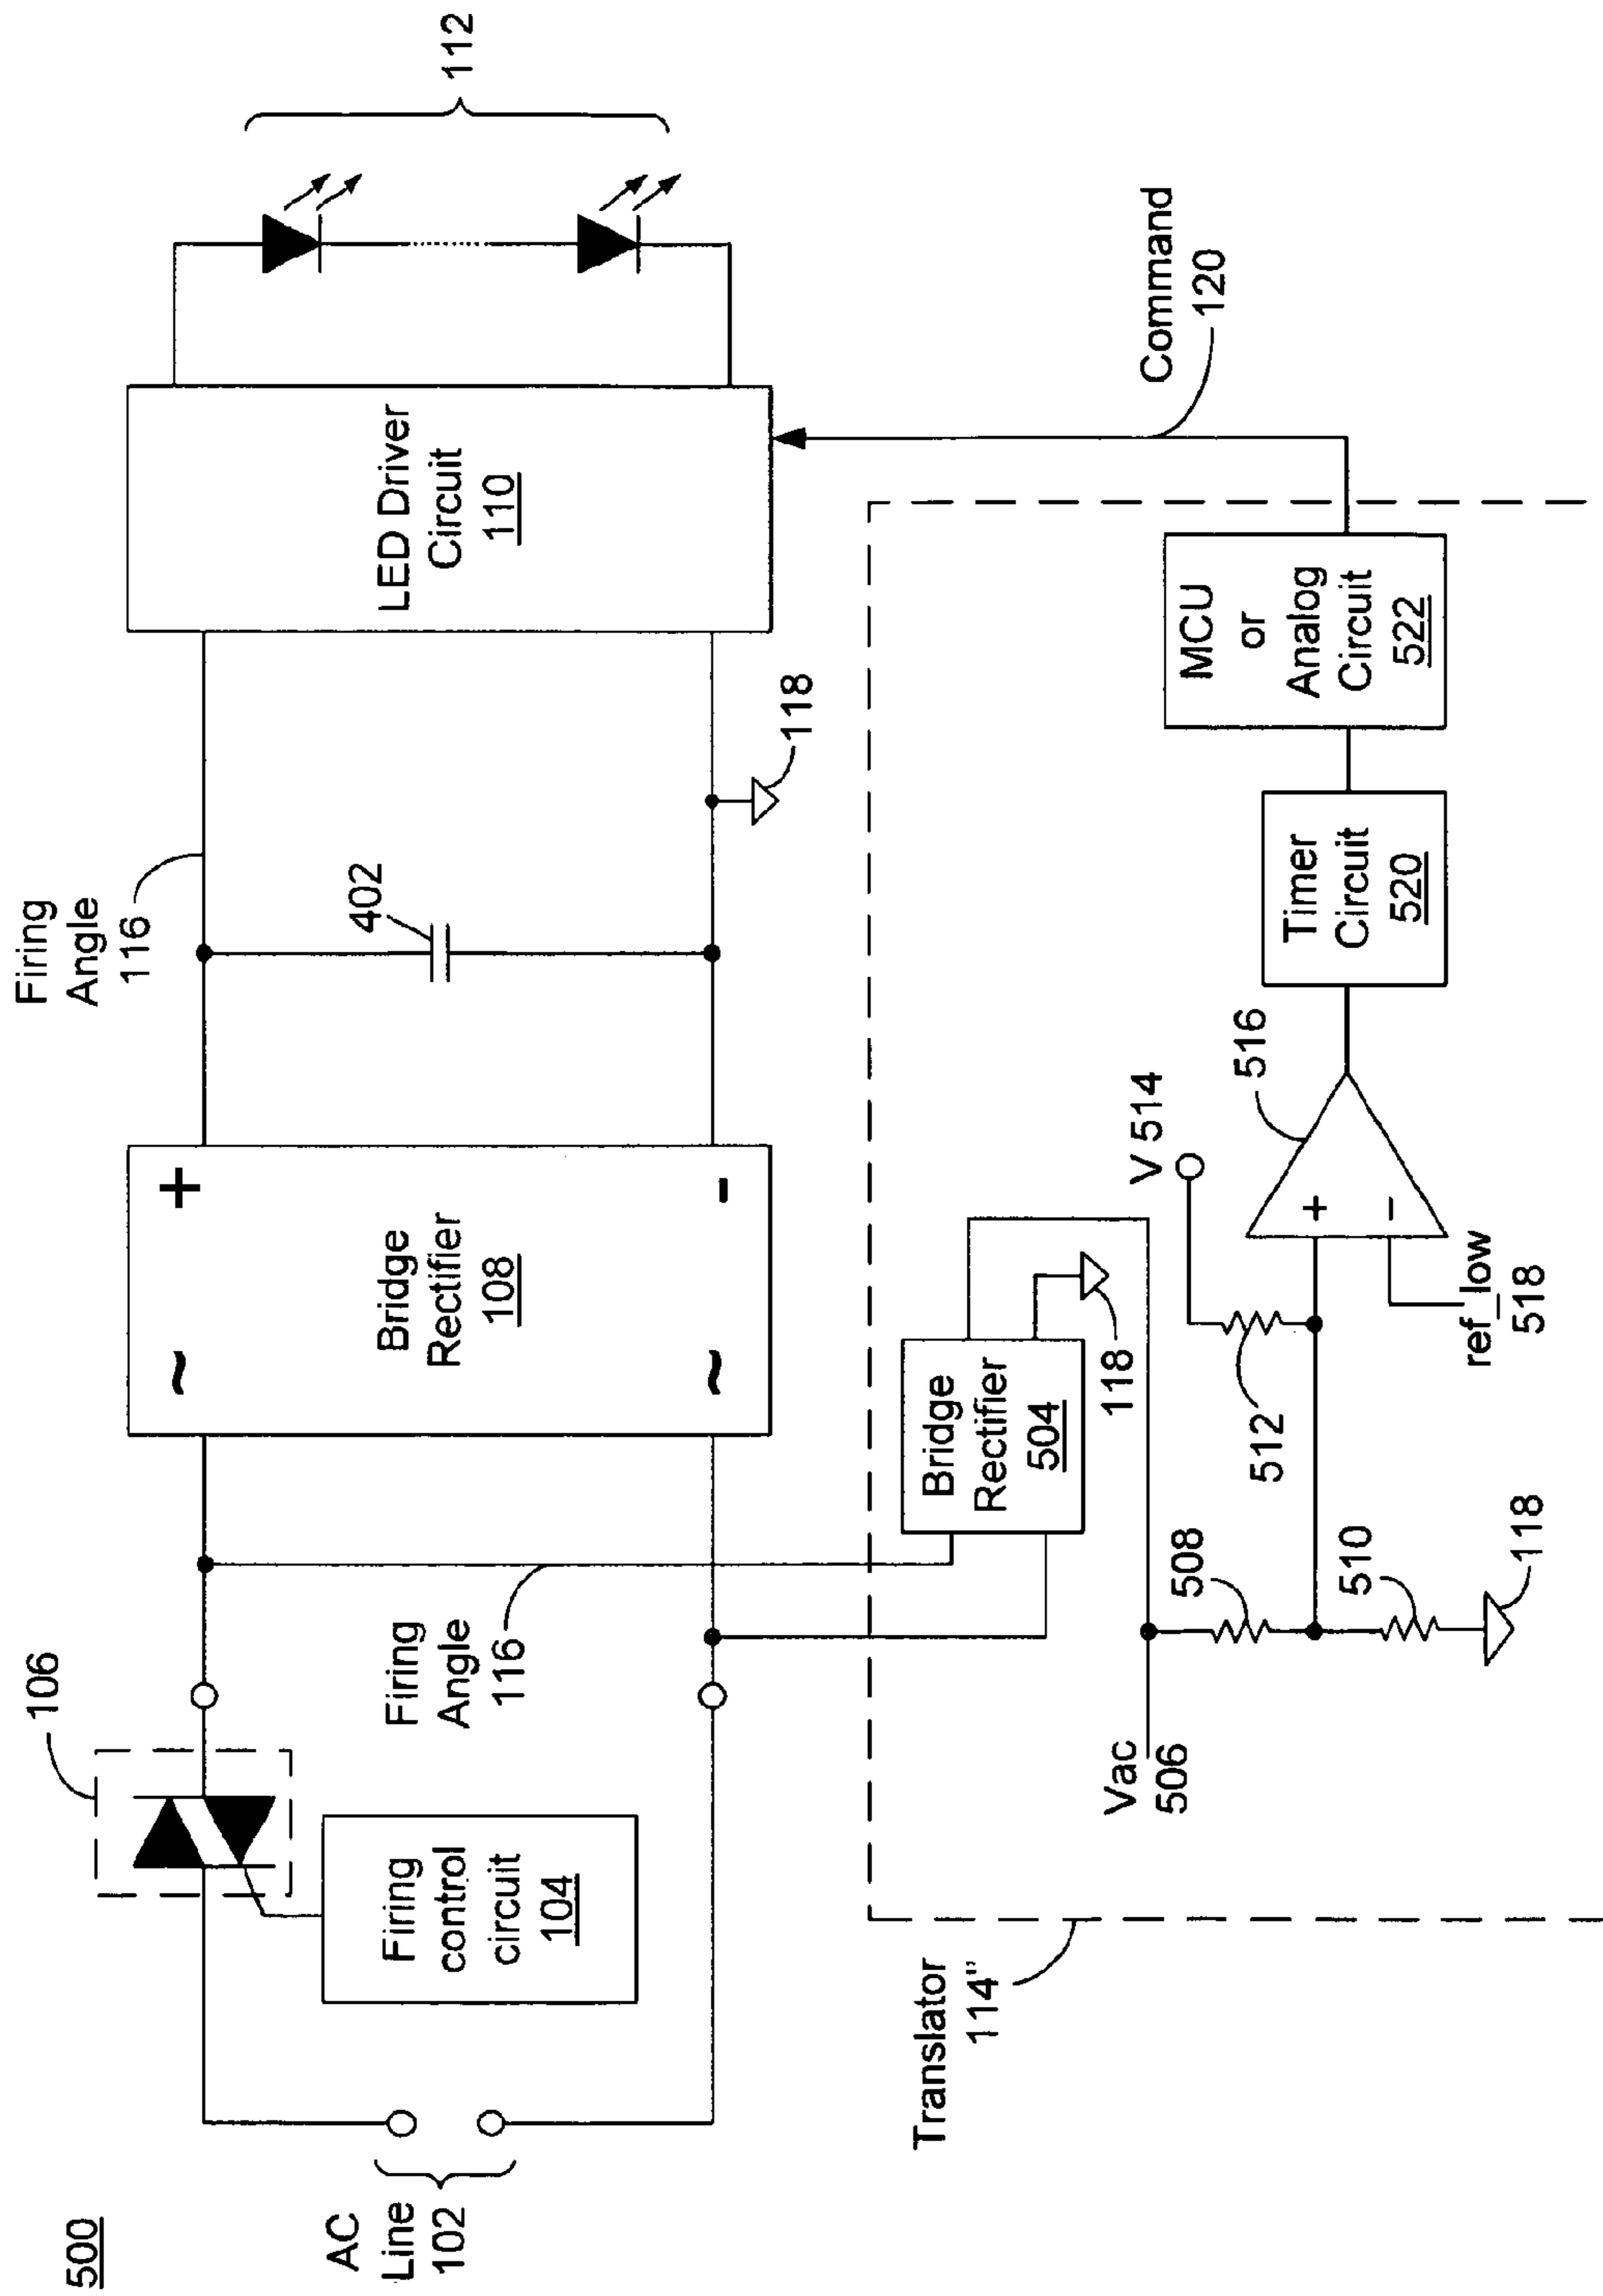 500
AC
Line
102
106
Firing
control
circuit
104
Firing
Angle
116
~
~
+
-
Bridge
Rectifier
108
Firing
Angle
116
402
118
LED Driver
Circuit
110
112
Translator
114"
Bridge
Rectifier
504
118
Vac
506
508
510
118
512
V 514
+
-
ref_low
518
516
Timer
Circuit
520
MCU
or
Analog
Circuit
522
Command
120